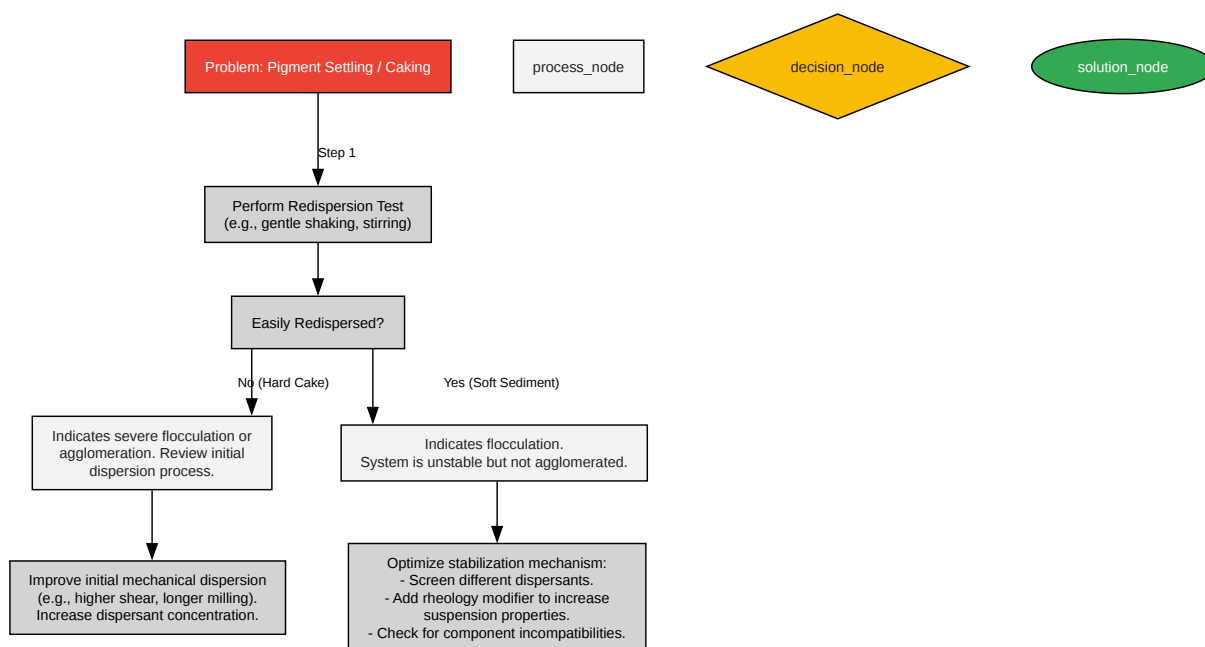 Problem: Pigment Settling / Caking
process_node
decision_node
solution_node
Step 1
Perform Redispersion Test
(e.g., gentle shaking, stirring)
Easily Redispersed?
No (Hard Cake)
Yes (Soft Sediment)
Indicates severe flocculation or
agglomeration. Review initial
dispersion process.
Indicates flocculation.
System is unstable but not agglomerated.
Improve initial mechanical dispersion
(e.g., higher shear, longer milling).
Increase dispersant concentration.
Optimize stabilization mechanism:
- Screen different dispersants.
- Add rheology modifier to increase
suspension properties.
- Check for component incompatibilities.